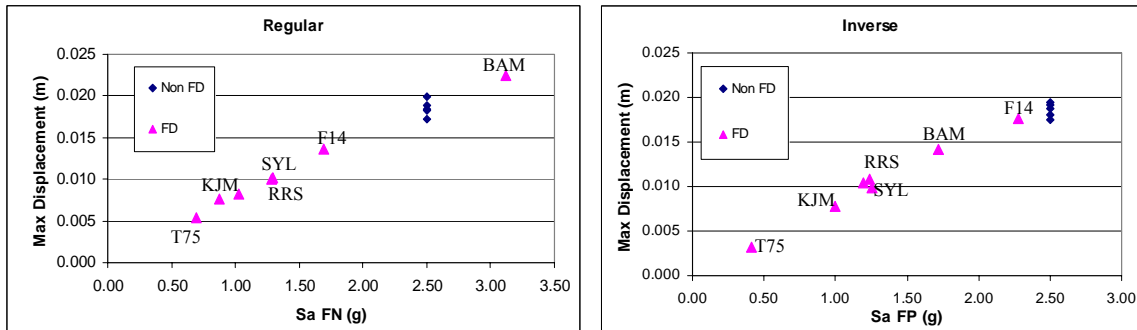 Regular
Max Displacement (m)
0.025
0.020
0.015
0.010
0.005
0.000
Non FD
FD
T75
KJM
SYL
RRS
F14
BAM
0.00 0.50 1.00 1.50 2.00 2.50 3.00 3.50
Sa FN (g)
Inverse
Max Displacement (m)
0.025
0.020
0.015
0.010
0.005
0.000
Non FD
FD
T75
KJM
RRS
SYL
BAM
F14
0.00 0.50 1.00 1.50 2.00 2.50 3.00
Sa FP (g)